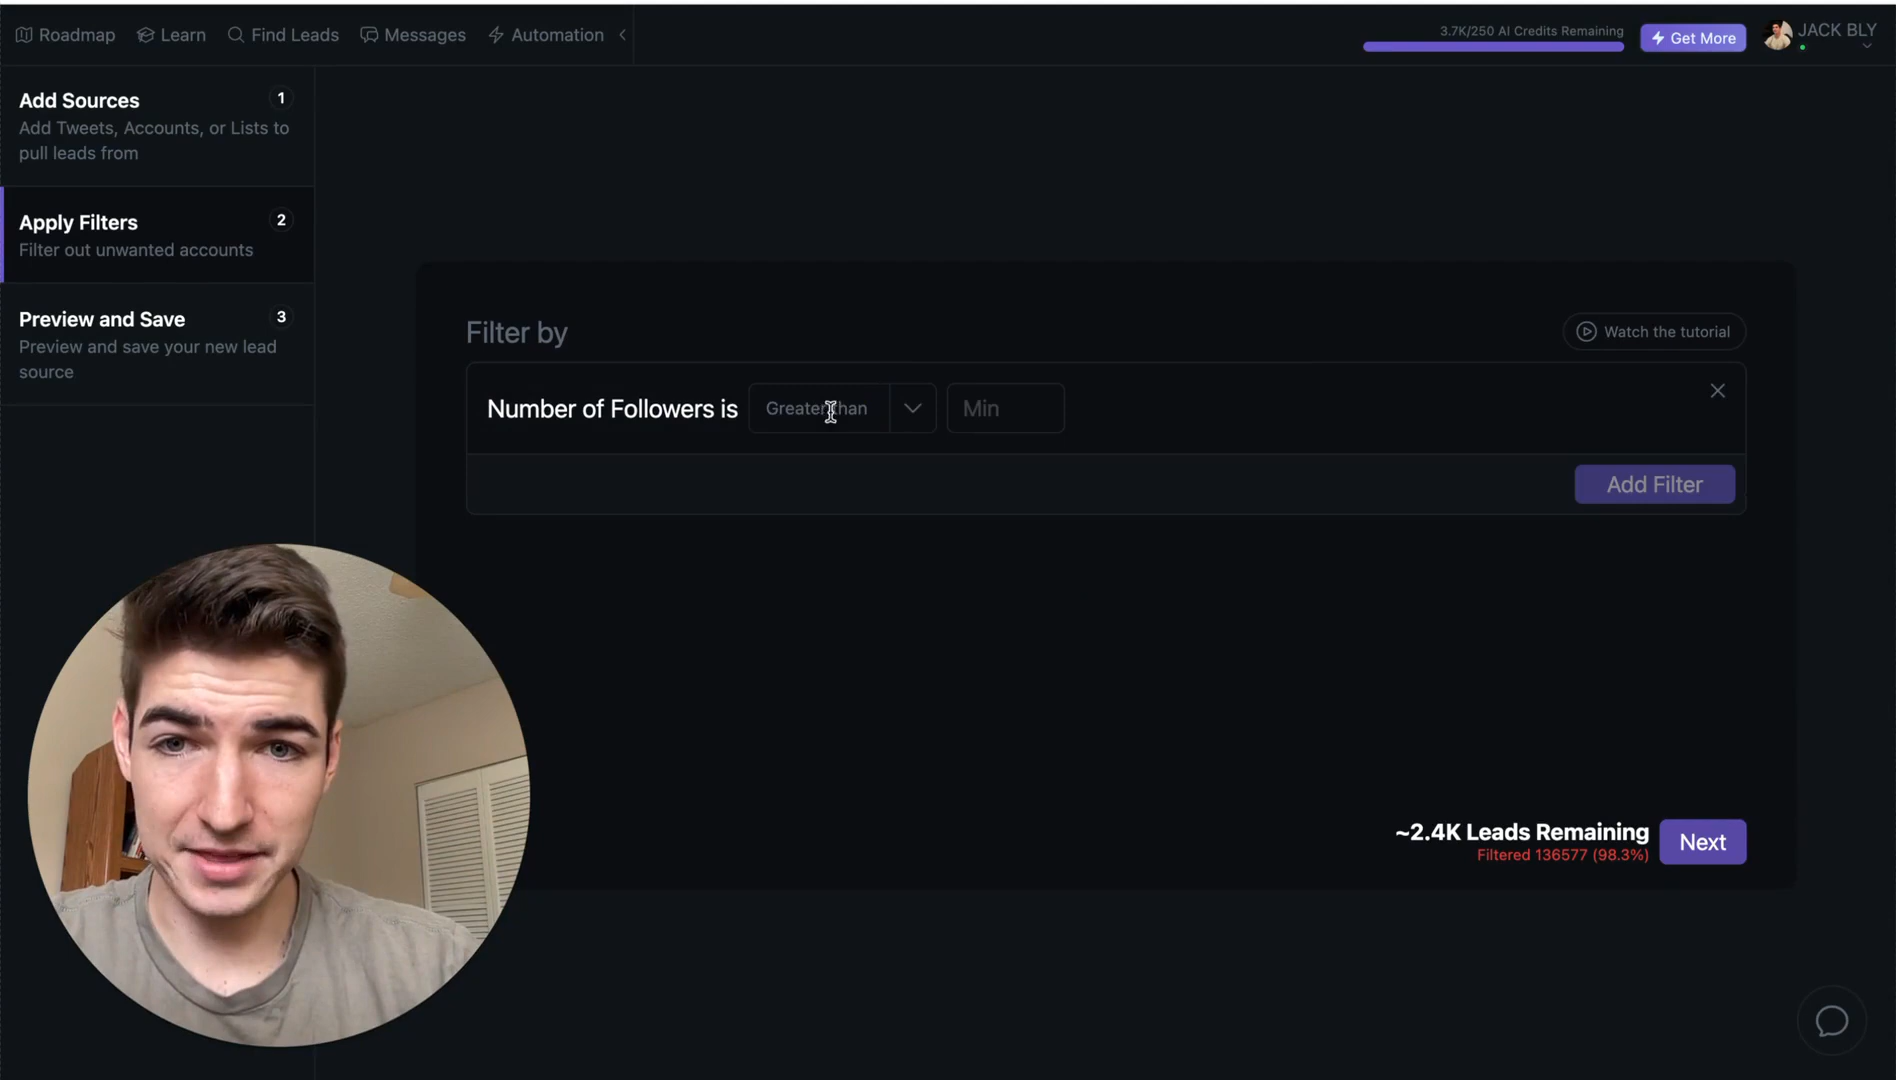 Roadmap Learn Find Leads Messages Automation
3.7K/250 AI Credits Remaining
Get More
JACK BLY
Add Sources 1
Add Tweets, Accounts, or Lists to
pull leads from
Apply Filters 2
Filter out unwanted accounts
Preview and Save 3
Preview and save your new lead
source
Filter by
Watch the tutorial
Number of Followers is Greater than Min
Add Filter
~2.4K Leads Remaining
Filtered 136577 (98.3%)
Next